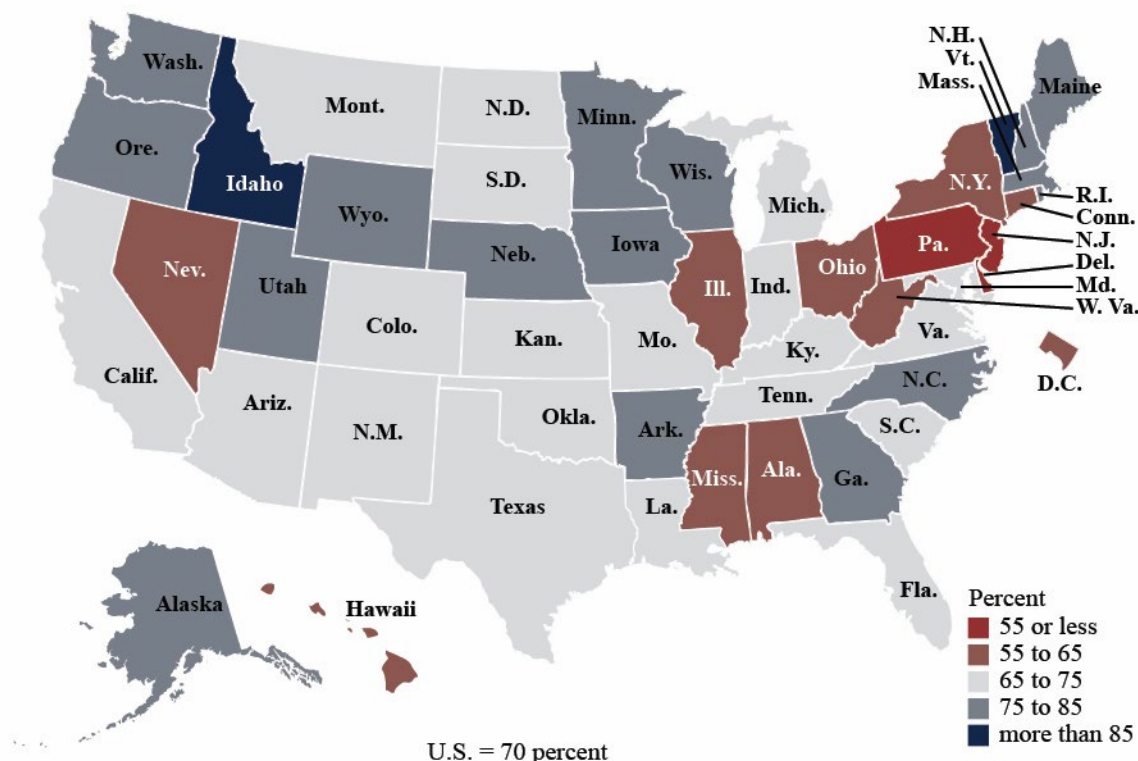 N.H.
Vt.
Mass.
Wash.
Mont.
N.D.
Minn.
Maine
Ore.
Idaho
S.D.
Wis.
N.Y.
R.I.
Wyo.
Mich.
Conn.
Pa.
N.J.
Nev.
Neb.
Iowa
Ohio
Del.
Utah
Ill.
Ind.
Md.
W. Va.
Colo.
Kan.
Mo.
Ky.
Va.
Calif.
D.C.
Ariz.
N.M.
Okla.
Ark.
Tenn.
N.C.
S.C.
Texas
La.
Miss.
Ala.
Ga.
Fla.
Alaska
Hawaii
Percent
55 or less
55 to 65
65 to 75
75 to 85
more than 85
U.S. = 70 percent